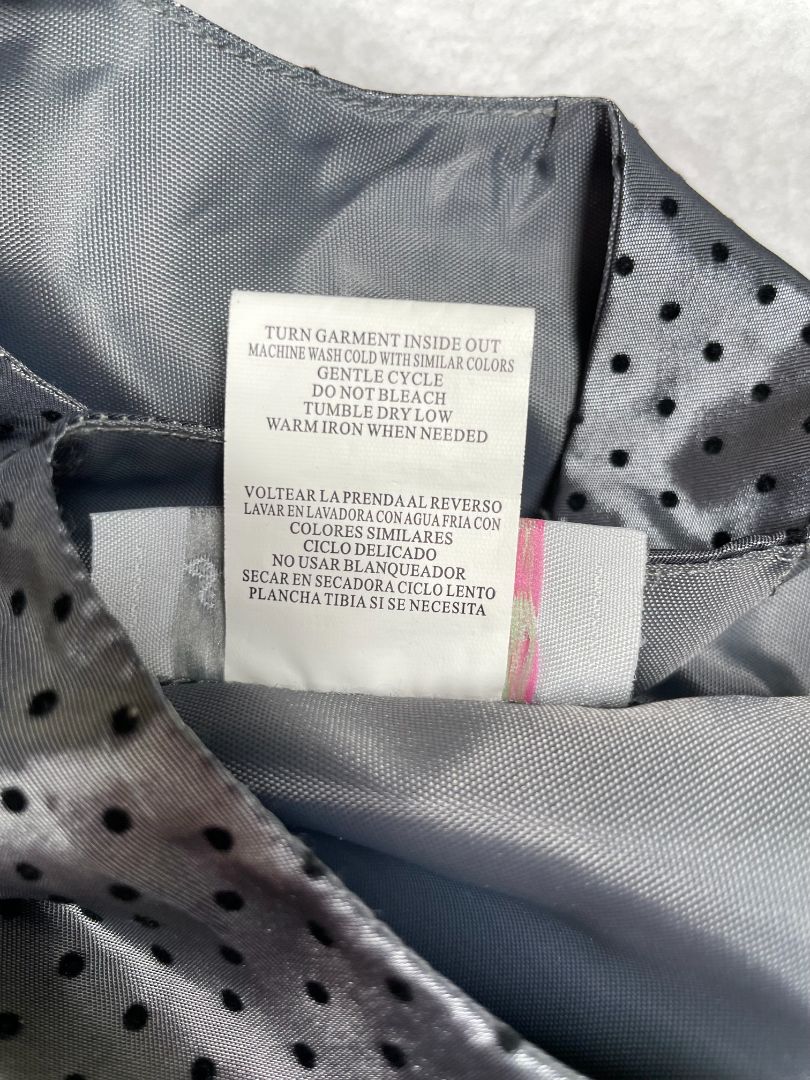 TURN GARMENT INSIDE OUT
MACHINE WASH COLD WITH SIMILAR COLORS
GENTLE CYCLE
DO NOT BLEACH
TUMBLE DRY LOW
WARM IRON WHEN NEEDED
VOLTEAR LA PRENDA AL REVERSO
LAVAR EN LAVADORA CON AGUA FRIA CON
COLORES SIMILARES
CICLO DELICADO
NO USAR BLANQUEADOR
SECAR EN SECADORA CICLO LENTO
PLANCHA TIBIA SI SE NECESITA